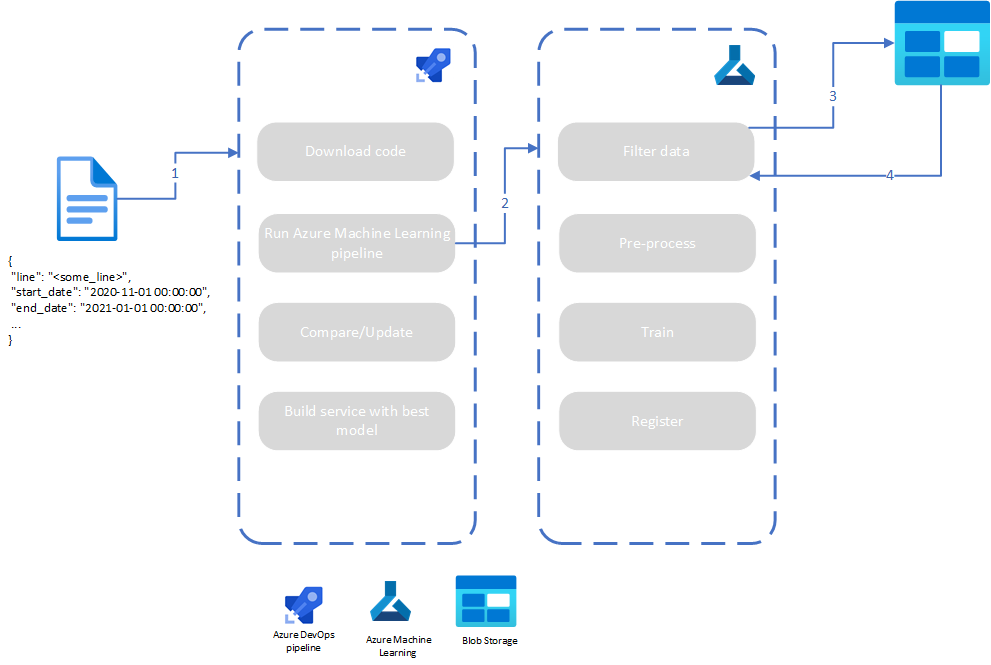 Download code
Run Azure Machine Learning
pipeline
Compare/Update
Build service with best
model
Filter data
Pre-process
Train
Register
1
2
3
4
{
"line": "<some_line>",
"start_date": "2020-11-01 00:00:00",
"end_date": "2021-01-01 00:00:00",
...
}
Azure DevOps
pipeline
Azure Machine
Learning
Blob Storage